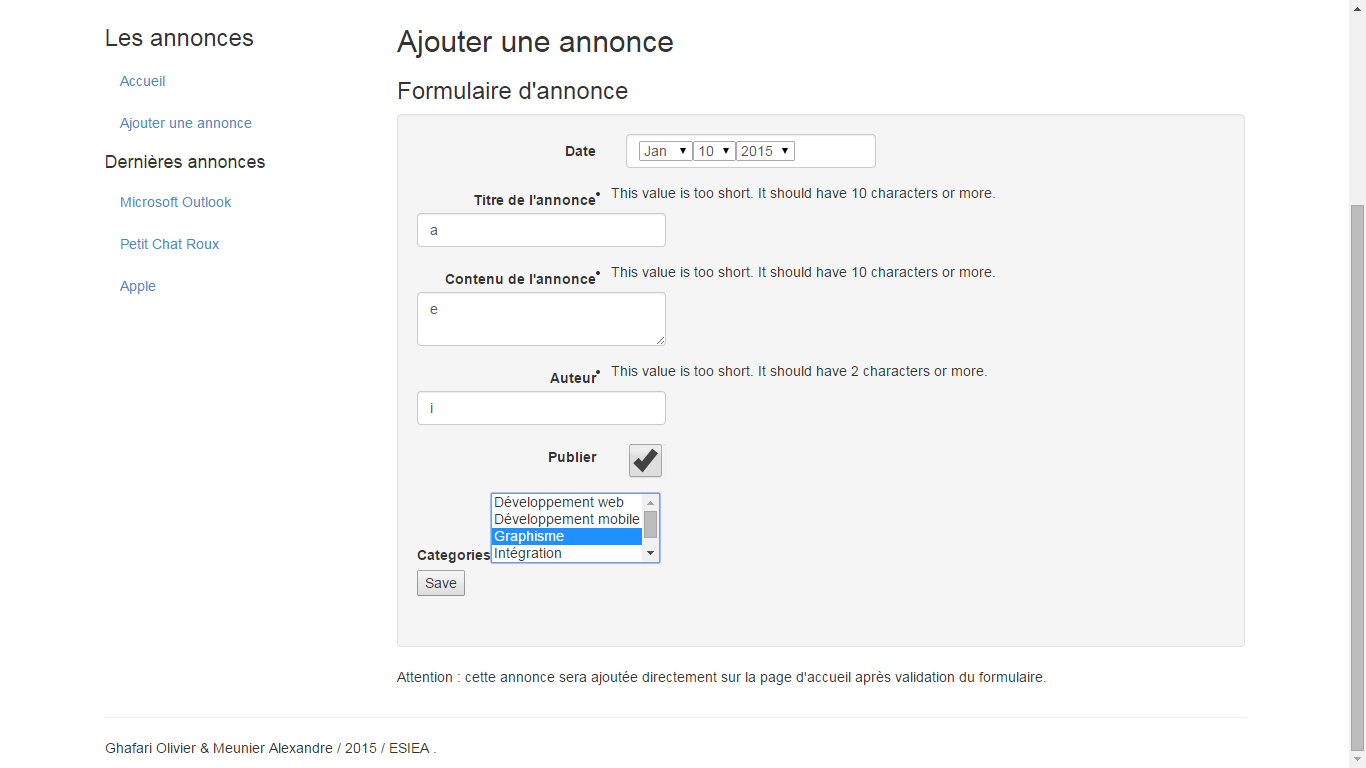 Les annonces
Accueil
Ajouter une annonce
Dernières annonces
Microsoft Outlook
Petit Chat Roux
Apple
Ajouter une annonce
Formulaire d'annonce
Date Jan 10 2015
Titre de l'annonce • This value is too short. It should have 10 characters or more.
a
Contenu de l'annonce • This value is too short. It should have 10 characters or more.
e
Auteur • This value is too short. It should have 2 characters or more.
i
Publier
Développement web
Développement mobile
Graphisme
Intégration
Categories
Save
Attention : cette annonce sera ajoutée directement sur la page d'accueil après validation du formulaire.
Ghafari Olivier & Meunier Alexandre / 2015 / ESIEA .